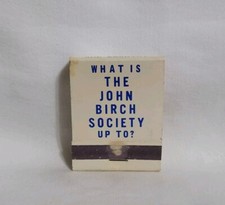 WHAT IS
THE
JOHN
BIRCH
SOCIETY
UP TO?